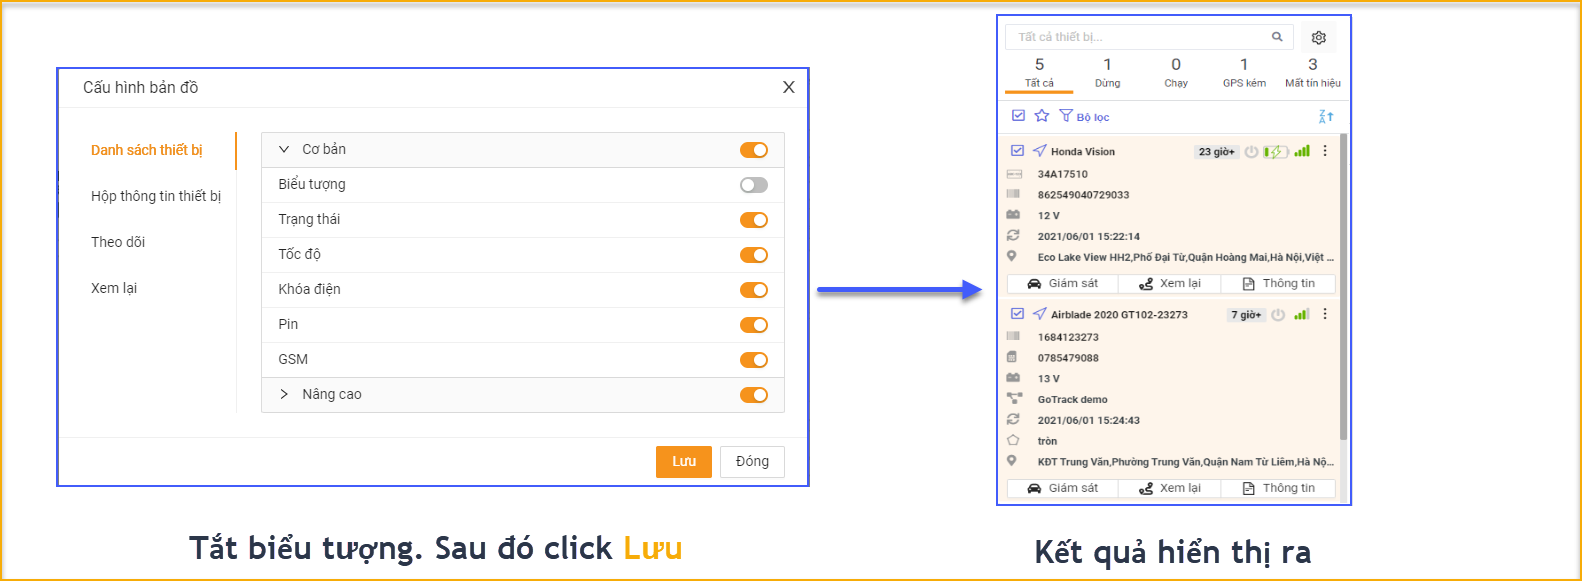 Cấu hình bản đồ
X
Danh sách thiết bị
Hộp thông tin thiết bị
Theo dõi
Xem lại
Cơ bản
Biểu tượng
Trạng thái
Tốc độ
Khóa điện
Pin
GSM
Nâng cao
Lưu
Đóng
Tắt biểu tượng. Sau đó click Lưu
Tất cả thiết bị...
5 1 0 1 3
Tất cả Dừng Chạy GPS kém Mất tín hiệu
Bộ lọc
Honda Vision 23 giờ+
34A17510
862549040729033
12 V
2021/06/01 15:22:14
Eco Lake View HH2,Phố Đại Từ,Quận Hoàng Mai,Hà Nội,Việt ...
Giám sát Xem lại Thông tin
Airblade 2020 GT102-23273 7 giờ+
1684123273
0785479088
13 V
GoTrack demo
2021/06/01 15:24:43
tròn
KĐT Trung Văn,Phường Trung Văn,Quận Nam Từ Liêm,Hà Nộ...
Giám sát Xem lại Thông tin
Kết quả hiển thị ra